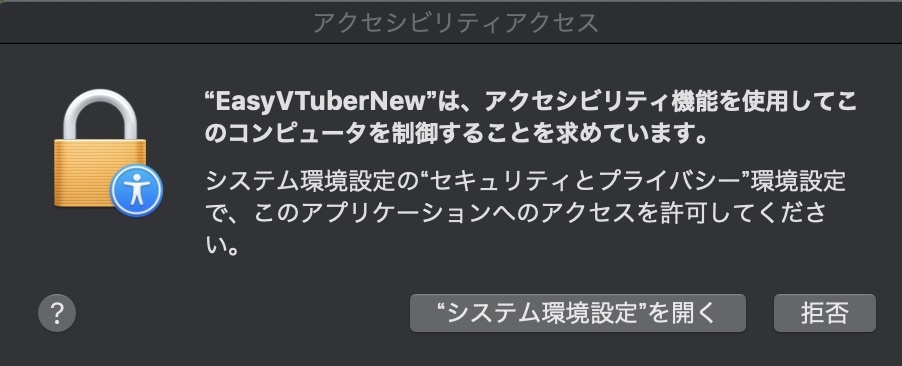 アクセシビリティアクセス
“EasyVTuberNew”は、アクセシビリティ機能を使用してこ
のコンピュータを制御することを求めています。
システム環境設定の“セキュリティとプライバシー”環境設定
で、このアプリケーションへのアクセスを許可してくださ
い。
?
“システム環境設定”を開く
拒否